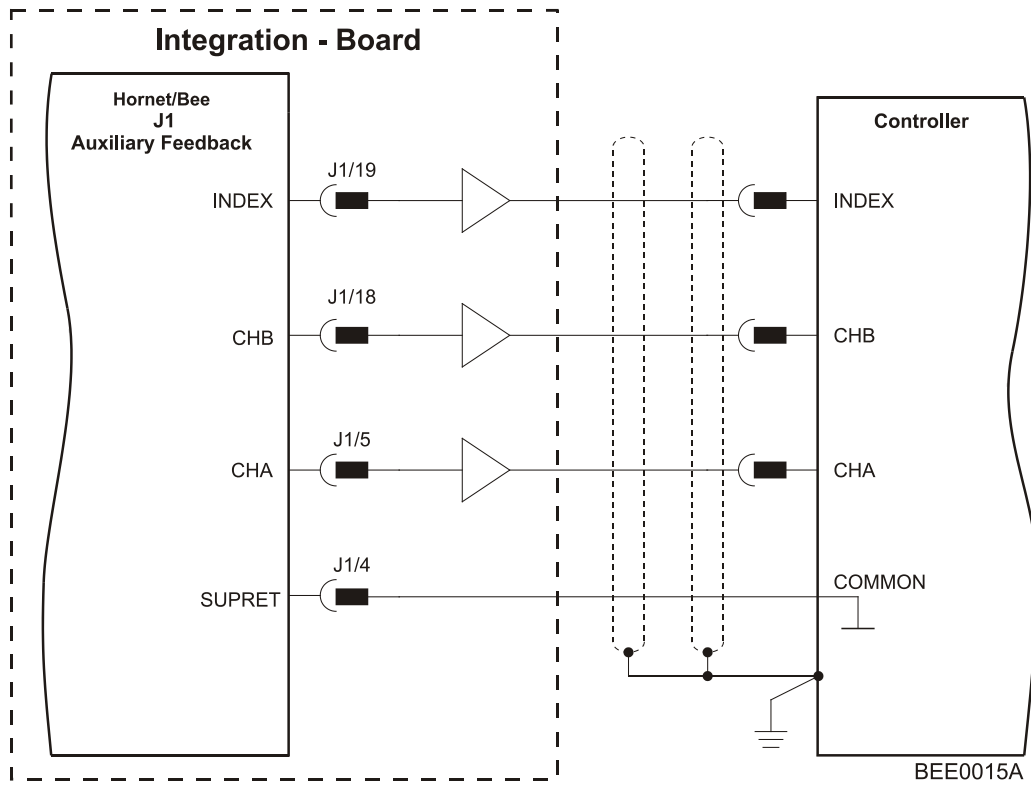 Integration - Board
Hornet/Bee
J1
Auxiliary Feedback
Controller
J1/19
INDEX
INDEX
J1/18
CHB
CHB
J1/5
CHA
CHA
J1/4
SUPRET
COMMON
BEE0015A